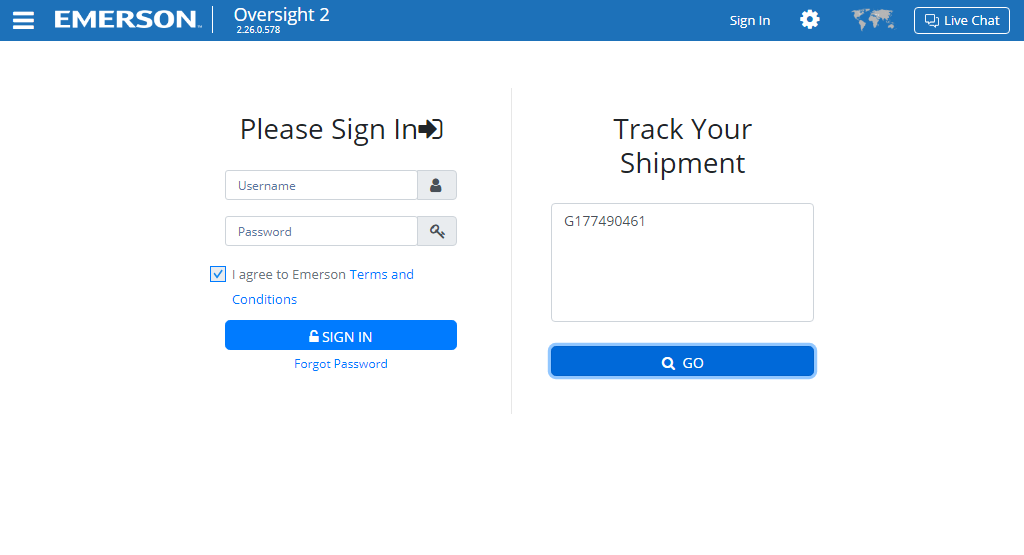 EMERSON
Oversight 2
2.26.0.578
Sign In
Live Chat
Please Sign In
Username
Password
I agree to Emerson Terms and
Conditions
SIGN IN
Forgot Password
Track Your
Shipment
G177490461
GO